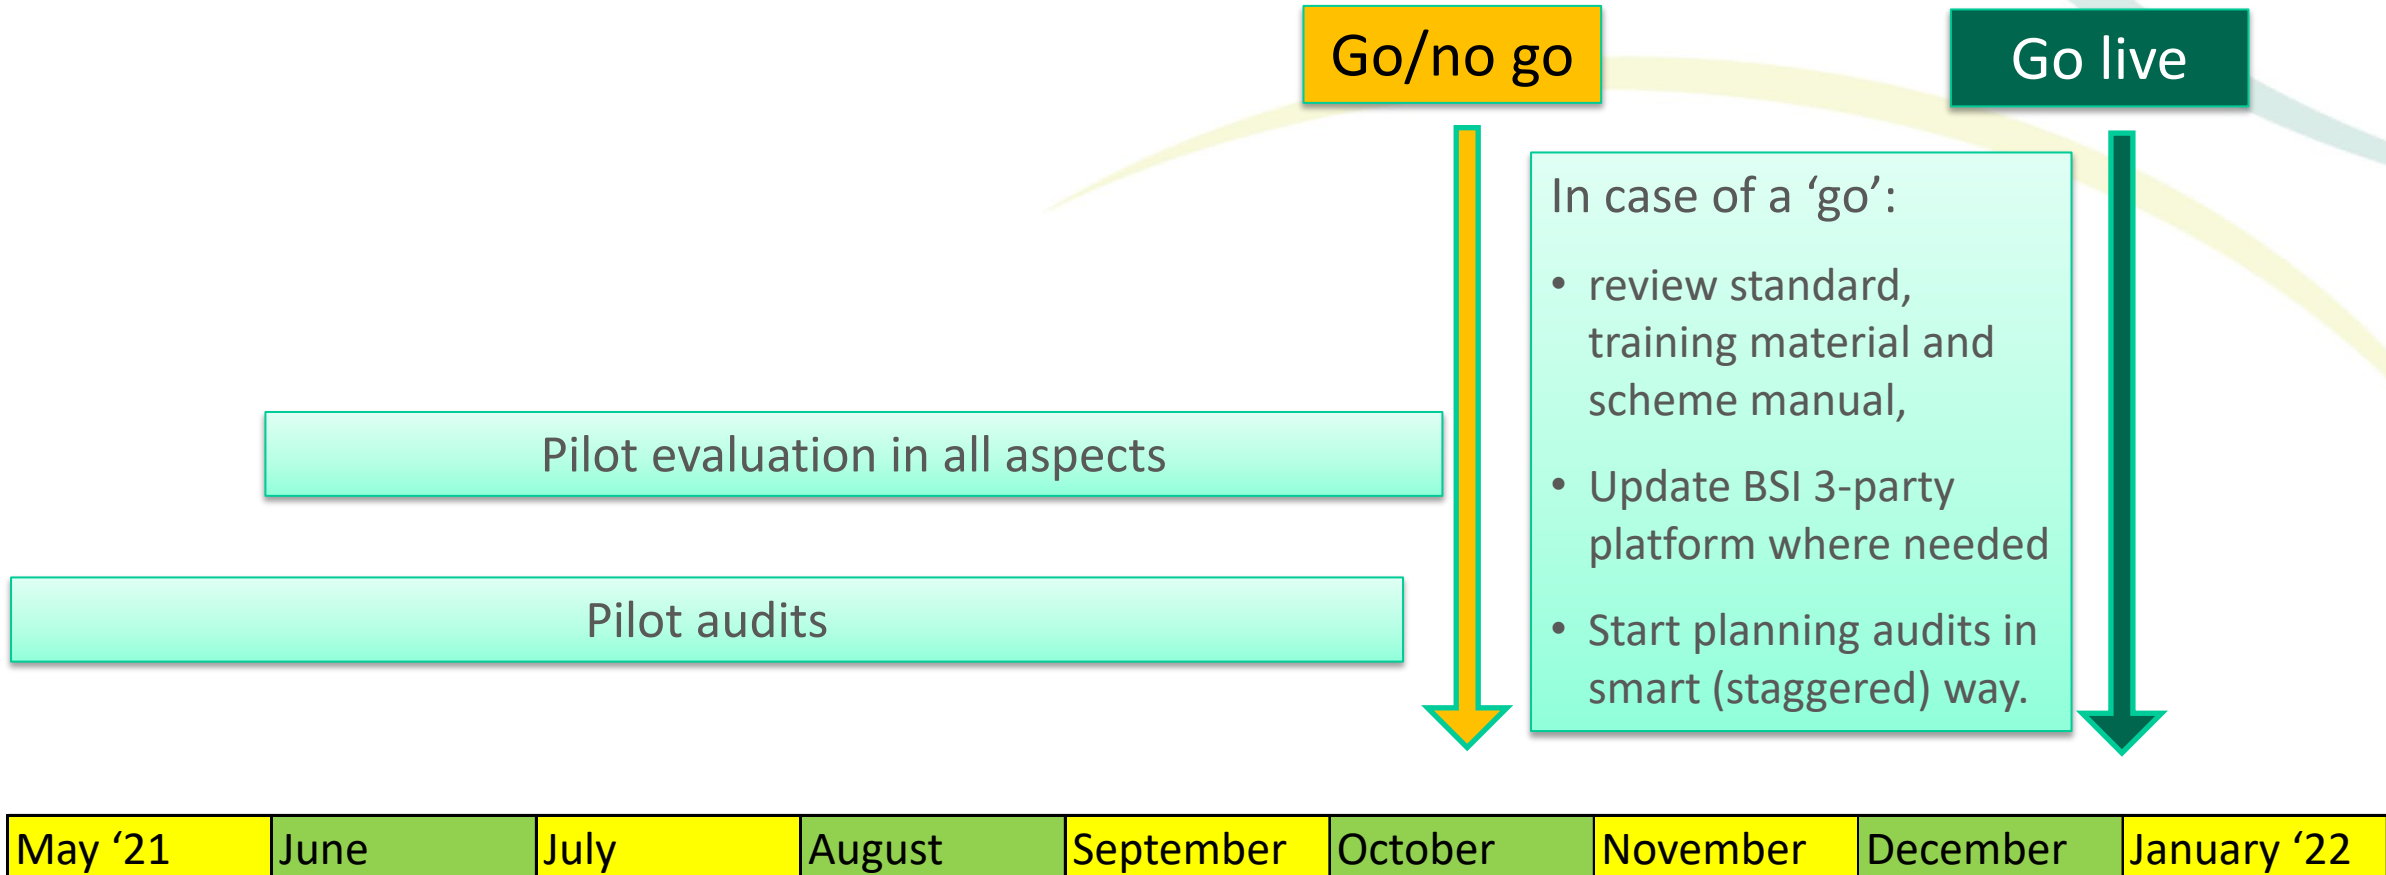 Go/no go
Go live
In case of a ‘go’:
• review standard,
training material and
scheme manual,
• Update BSI 3-party
platform where needed
• Start planning audits in
smart (staggered) way.
Pilot evaluation in all aspects
Pilot audits
May ‘21 June July August September October November December January ‘22